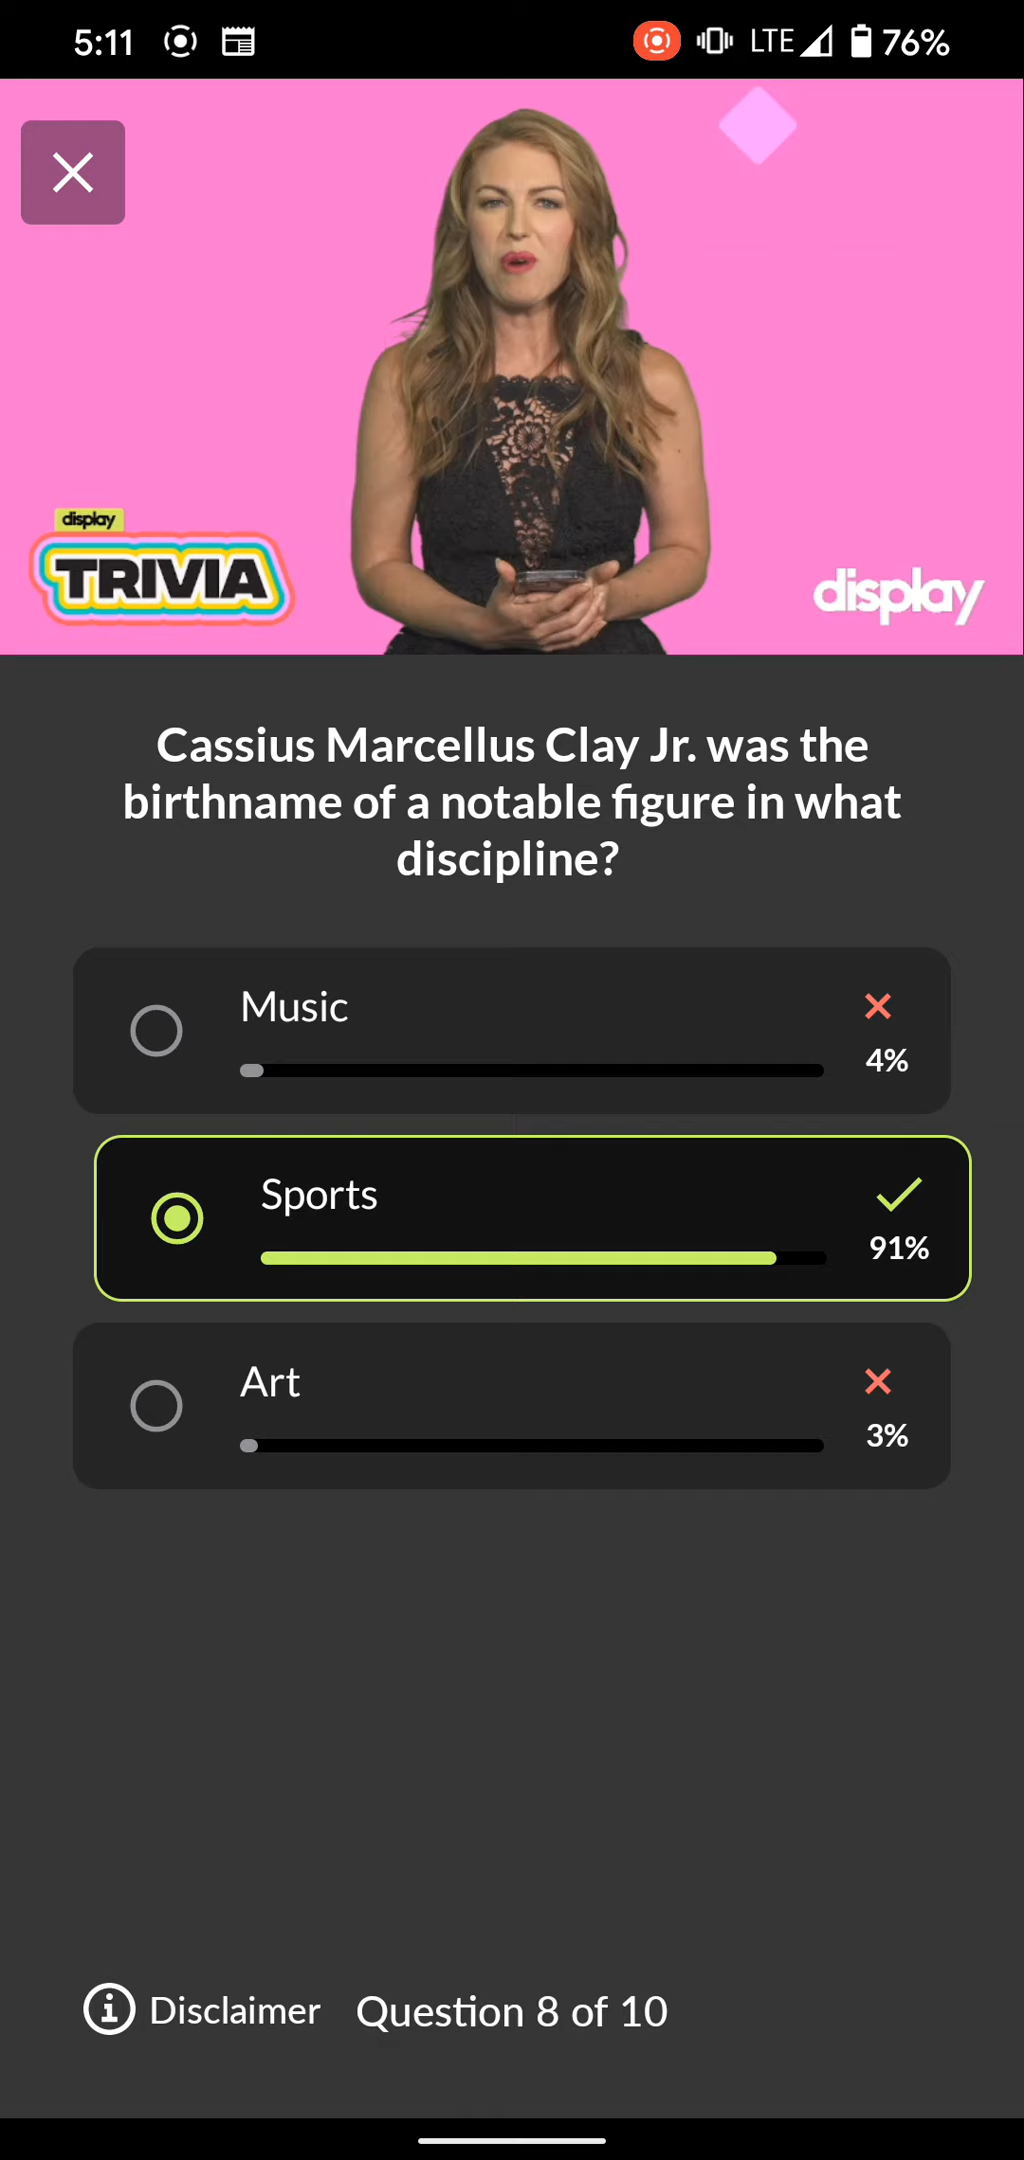 5:11
LTE
76%
display
TRIVIA
display
Cassius Marcellus Clay Jr. was the
birthname of a notable figure in what
discipline?
Music
4%
Sports
91%
Art
3%
Disclaimer
Question 8 of 10